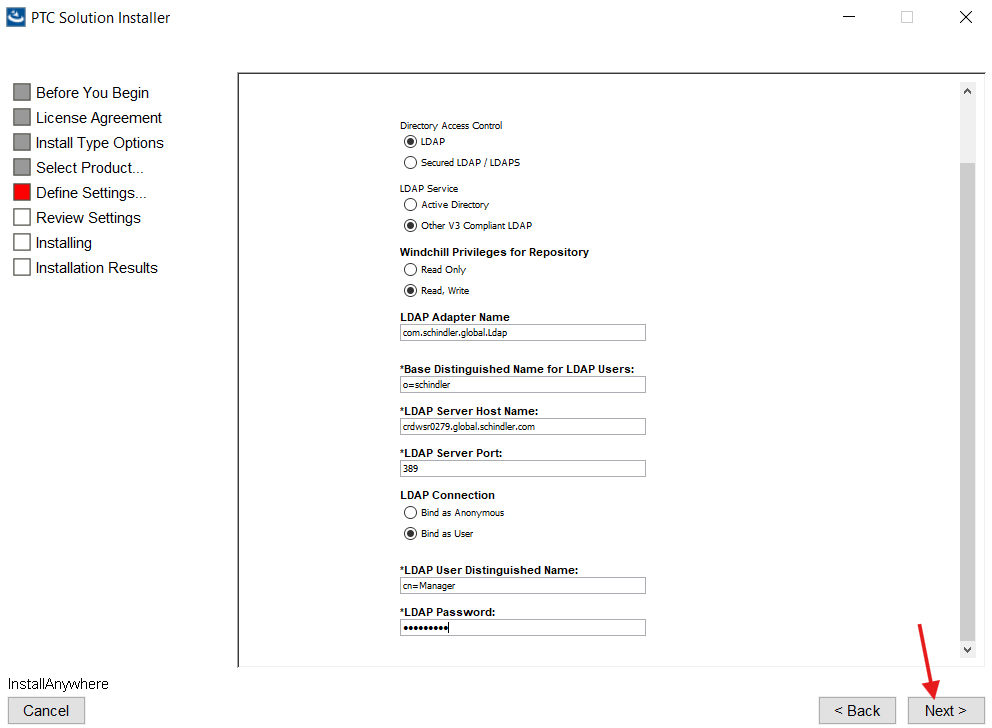 PTC Solution Installer
Before You Begin
License Agreement
Install Type Options
Select Product...
Define Settings...
Review Settings
Installing
Installation Results
Directory Access Control
LDAP
Secured LDAP / LDAPS
LDAP Service
Active Directory
Other V3 Compliant LDAP
Windchill Privileges for Repository
Read Only
Read, Write
LDAP Adapter Name
com.schindler.global.Ldap
*Base Distinguished Name for LDAP Users:
o=schindler
*LDAP Server Host Name:
crdwsr0279.global.schindler.com
*LDAP Server Port:
389
LDAP Connection
Bind as Anonymous
Bind as User
*LDAP User Distinguished Name:
cn=Manager
*LDAP Password:
•••••••••
InstallAnywhere
Cancel
< Back
Next >